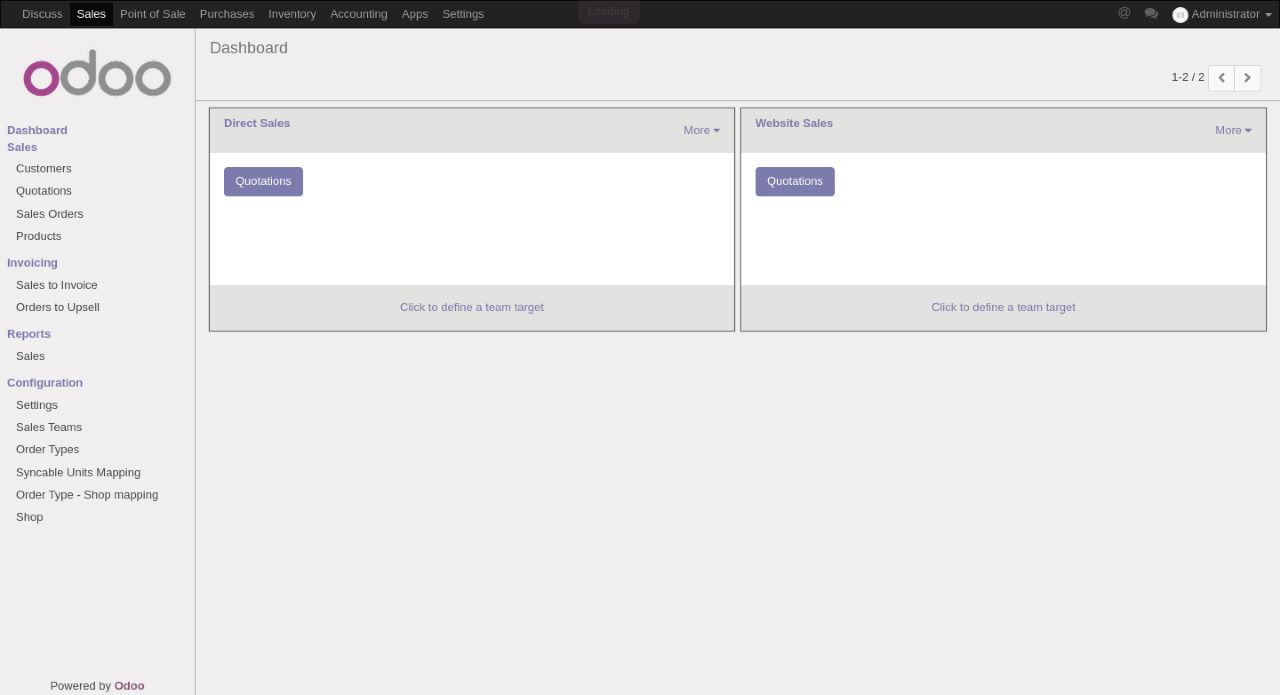 Discuss Sales Point of Sale Purchases Inventory Accounting Apps Settings Loading @ Administrator
odoo
Dashboard
1-2 / 2
Dashboard
Sales
Customers
Quotations
Sales Orders
Products
Invoicing
Sales to Invoice
Orders to Upsell
Reports
Sales
Configuration
Settings
Sales Teams
Order Types
Syncable Units Mapping
Order Type - Shop mapping
Shop
Powered by Odoo
Direct Sales
More
Quotations
Click to define a team target
Website Sales
More
Quotations
Click to define a team target